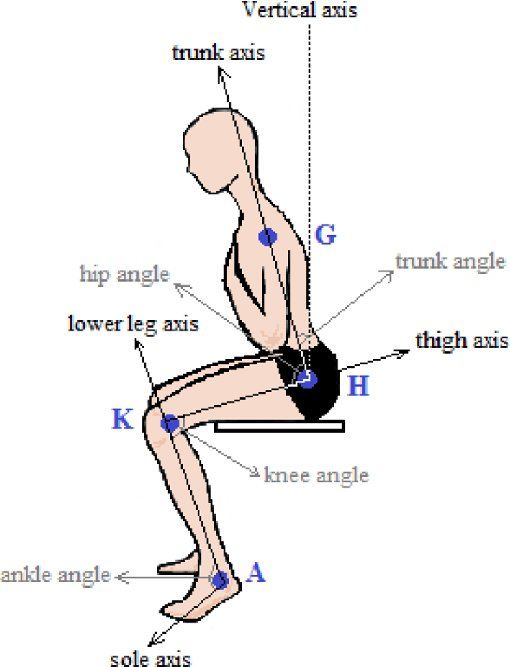 Vertical axis
trunk axis
G
trunk angle
hip angle
lower leg axis
thigh axis
H
K
knee angle
ankle angle
A
sole axis